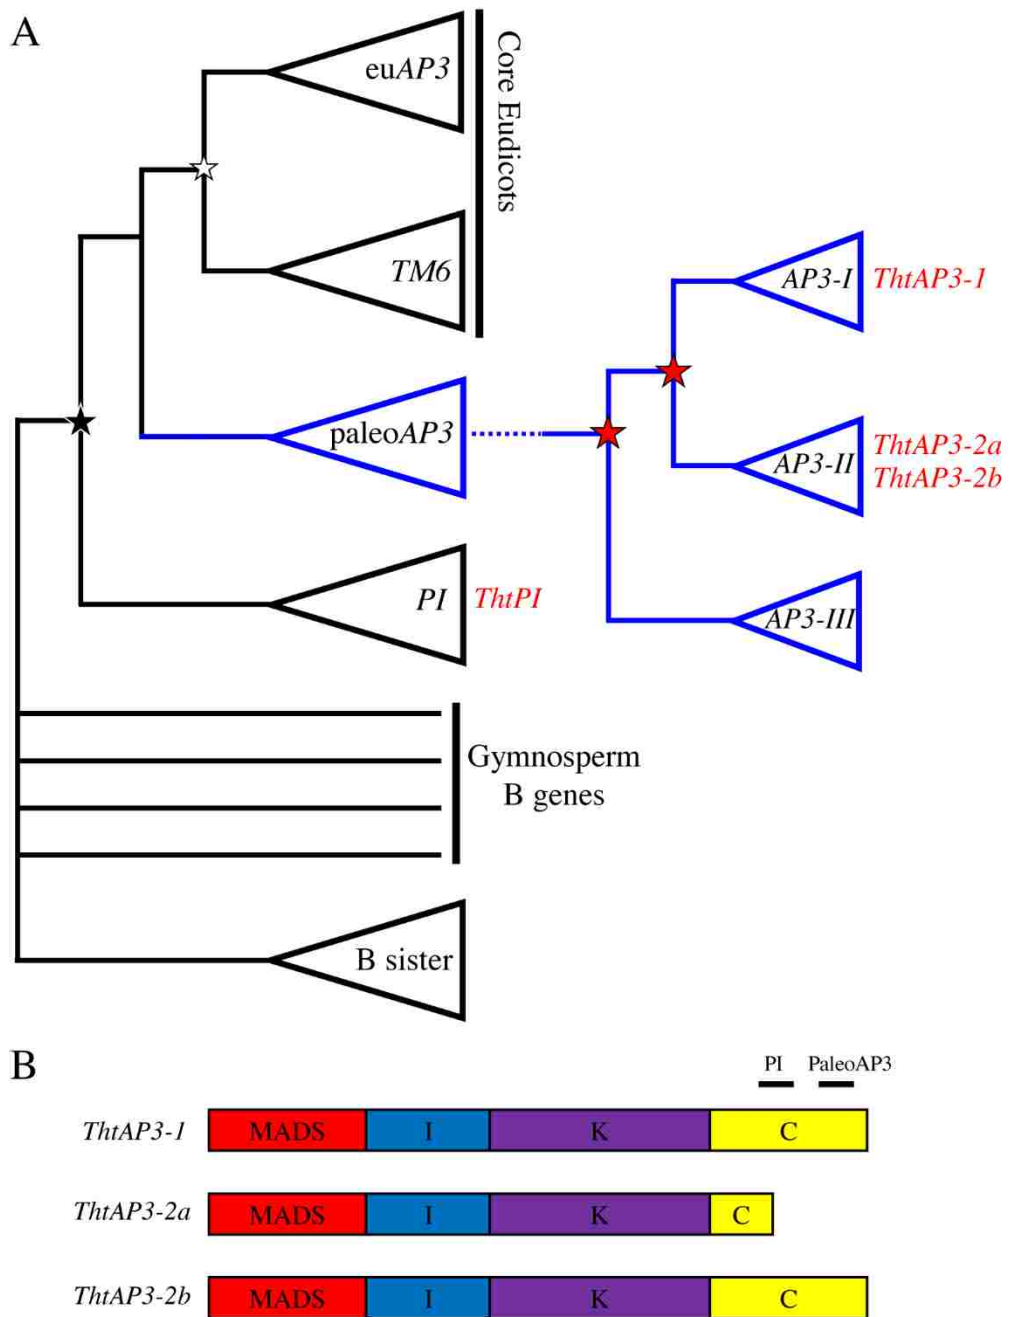 A
euAP3
Core Eudicots
TM6
AP3-I ThtAP3-1
paleoAP3
AP3-II ThtAP3-2a
ThtAP3-2b
PI ThtPI
AP3-III
Gymnosperm
B genes
B sister
B
PI PaleoAP3
ThtAP3-1 MADS I K C
ThtAP3-2a MADS I K C
ThtAP3-2b MADS I K C